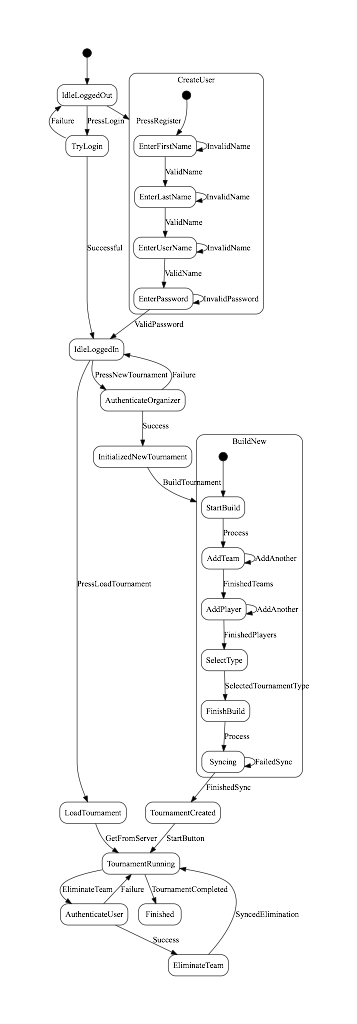 CreateUser
IdleLoggedOut
Failure
PressLogin
PressRegister
TryLogin
EnterFirstName
InvalidName
ValidName
EnterLastName
InvalidName
ValidName
EnterUserName
InvalidName
Successful
ValidName
EnterPassword
InvalidPassword
ValidPassword
IdleLoggedIn
PressNewTournament
Failure
AuthenticateOrganizer
Success
BuildNew
InitializedNewTournament
BuildTournament
StartBuild
Process
AddTeam
AddAnother
PressLoadTournament
FinishedTeams
AddPlayer
AddAnother
FinishedPlayers
SelectType
SelectedTournamentType
FinishBuild
Process
Syncing
FailedSync
FinishedSync
LoadTournament
TournamentCreated
GetFromServer
StartButton
TournamentRunning
EliminateTeam
Failure
TournamentCompleted
AuthenticateUser
Finished
SyncedElimination
Success
EliminateTeam